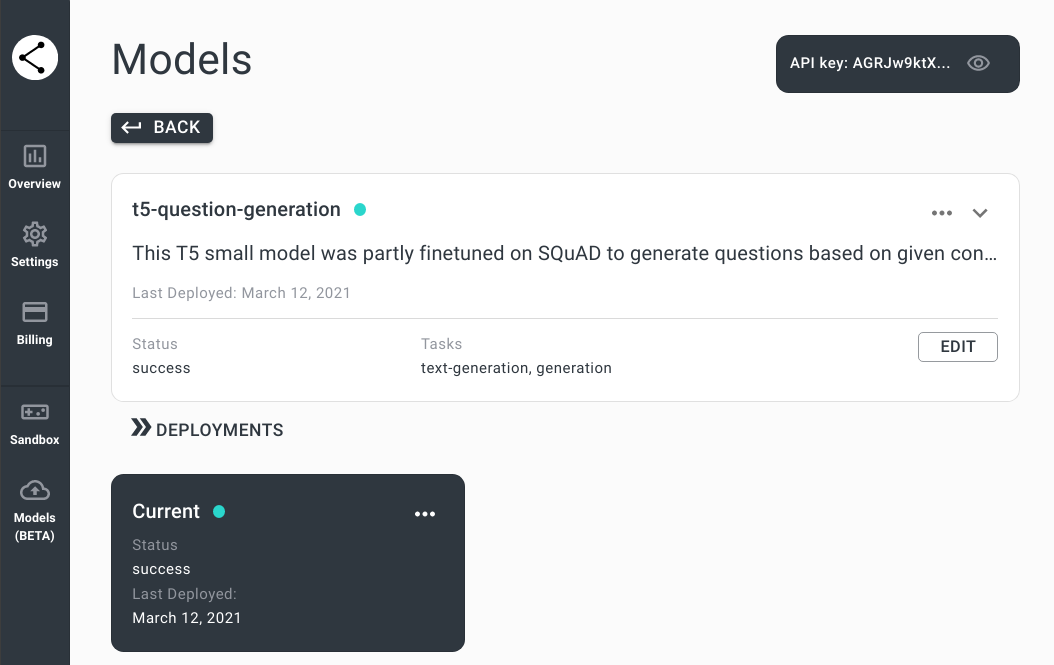 Models
API key: AGRJw9ktX...
BACK
Overview
Settings
Billing
Sandbox
Models
(BETA)
t5-question-generation
This T5 small model was partly finetuned on SQuAD to generate questions based on given con...
Last Deployed: March 12, 2021
Status
success
Tasks
text-generation, generation
EDIT
DEPLOYMENTS
Current
Status
success
Last Deployed:
March 12, 2021